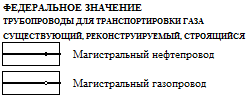 ФЕДЕРАЛЬНОЕ ЗНАЧЕНИЕ
ТРУБОПРОВОДЫ ДЛЯ ТРАНСПОРТИРОВКИ ГАЗА
СУЩЕСТВУЮЩИЙ, РЕКОНСТРУИРУЕМЫЙ, СТРОЯЩИЙСЯ
Магистральный нефтепровод
Магистральный газопровод